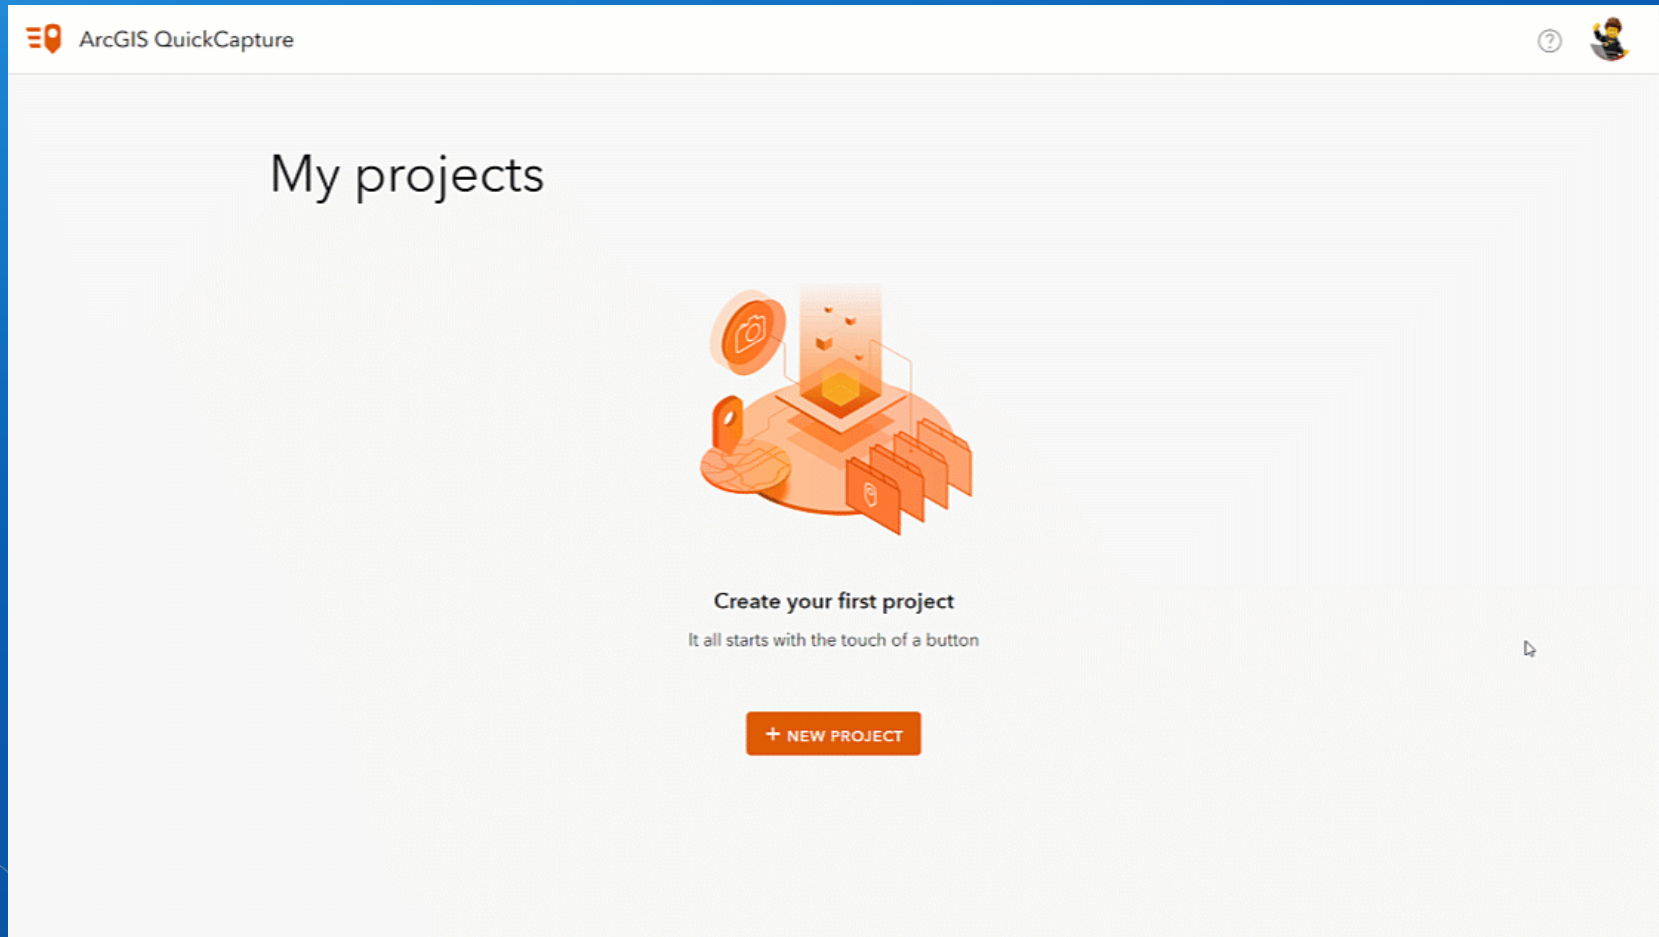 ArcGIS QuickCapture
My projects
Create your first project
It all starts with the touch of a button
+ NEW PROJECT